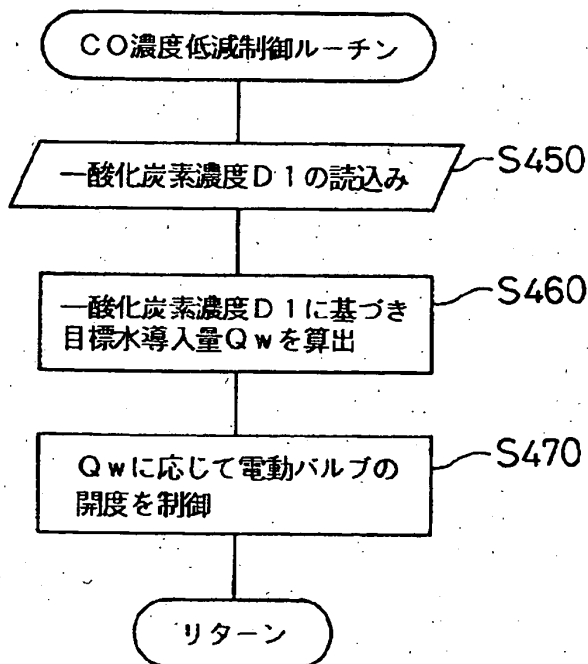 CO濃度低減制御ルーチン
一酸化炭素濃度D1の読込み
S450
一酸化炭素濃度D1に基づき
目標水導入量Qwを算出
S460
Qwに応じて電動バルブの
開度を制御
S470
リターン